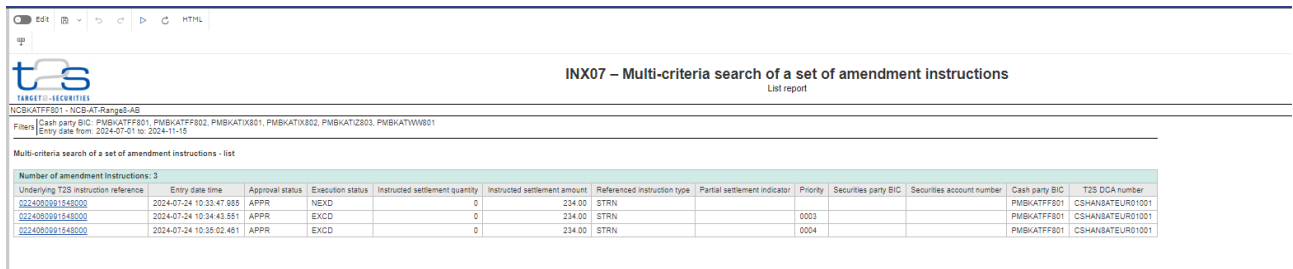 Edit HTML
t2s
TARGET2-SECURITIES
INX07 – Multi-criteria search of a set of amendment instructions
List report
NCBKATFF801 - NCB-AT-Range8-AB
Filters Cash party BIC: PMBKATFF801, PMBKATFF802, PMBKATIX801, PMBKATIX802, PMBKATIZ803, PMBKATWW801
Entry date from: 2024-07-01 to: 2024-11-15
Multi-criteria search of a set of amendment instructions - list
Number of amendment Instructions: 3
Underlying T2S instruction reference Entry date time Approval status Execution status Instructed settlement quantity Instructed settlement amount Referenced instruction type Partial settlement indicator Priority Securities party BIC Securities account number Cash party BIC T2S DCA number
0224060991548000 2024-07-24 10:33:47.985 APPR NEXD 0 234.00 STRN PMBKATFF801 CSHAN8ATEUR01001
0224060991548000 2024-07-24 10:34:43.551 APPR EXCD 0 234.00 STRN 0003 PMBKATFF801 CSHAN8ATEUR01001
0224060991548000 2024-07-24 10:35:02.461 APPR EXCD 0 234.00 STRN 0004 PMBKATFF801 CSHAN8ATEUR01001